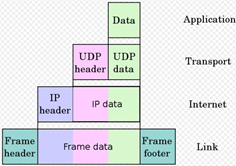 Data
Application
UDP
header
UDP
data
Transport
IP
header
IP data
Internet
Frame
header
Frame data
Frame
footer
Link